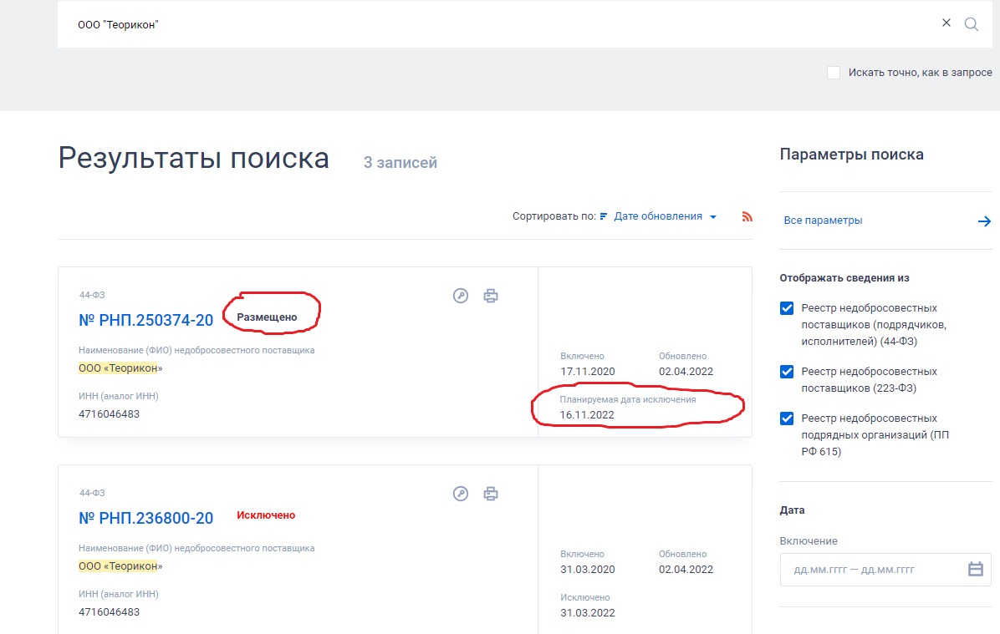 ООО "Теорикон"
Искать точно, как в запросе
Результаты поиска 3 записей
Сортировать по: Дате обновления
44-ФЗ
№ РНП.250374-20 Размещено
Наименование (ФИО) недобросовестного поставщика
ООО «Теорикон»
ИНН (аналог ИНН)
4716046483
Включено Обновлено
17.11.2020 02.04.2022
Планируемая дата исключения
16.11.2022
44-ФЗ
№ РНП.236800-20 Исключено
Наименование (ФИО) недобросовестного поставщика
ООО «Теорикон»
ИНН (аналог ИНН)
4716046483
Включено Обновлено
31.03.2020 02.04.2022
Исключено
31.03.2022
Параметры поиска
Все параметры
Отображать сведения из
Реестр недобросовестных
поставщиков (подрядчиков,
исполнителей) (44-ФЗ)
Реестр недобросовестных
поставщиков (223-ФЗ)
Реестр недобросовестных
подрядных организаций (ПП
РФ 615)
Дата
Включение
дд.мм.гггг — дд.мм.гггг